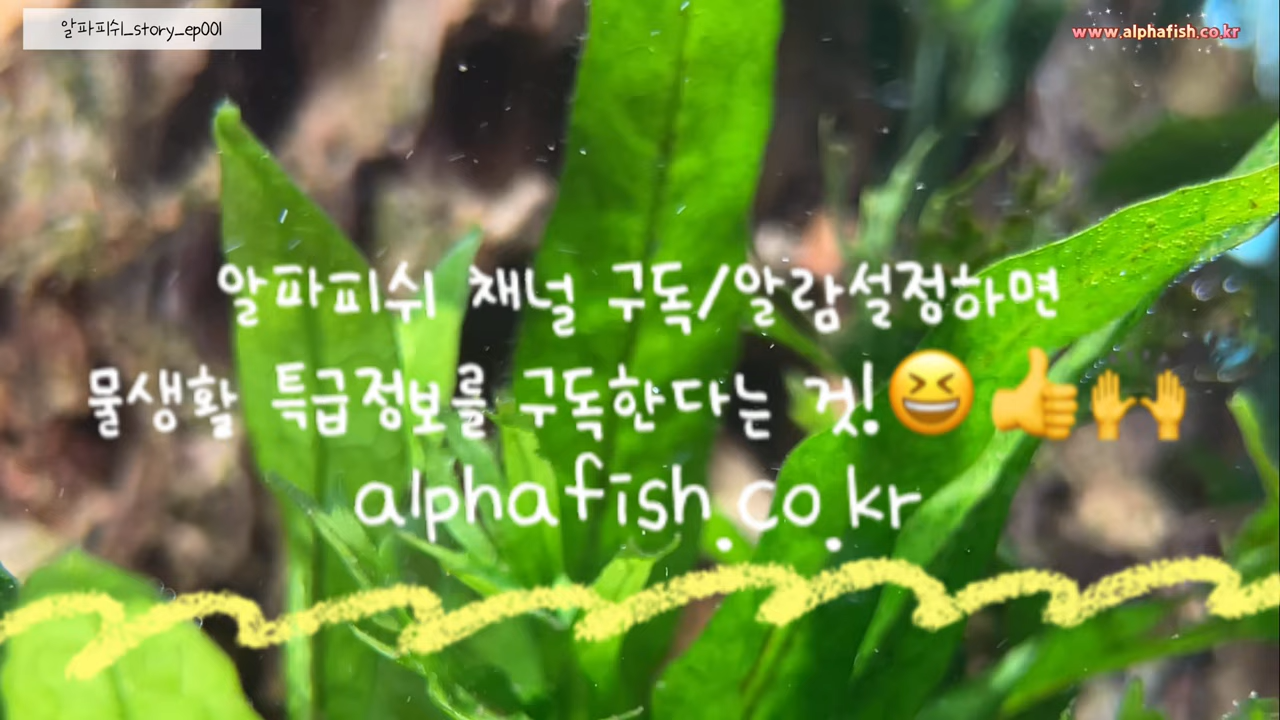 알파피쉬_story_ep001
www.alphafish.co.kr
알파피쉬 채널 구독/알람설정하면
물생활 특급정보를 구독한다는 것!😆👍🙌
alphafish.co.kr